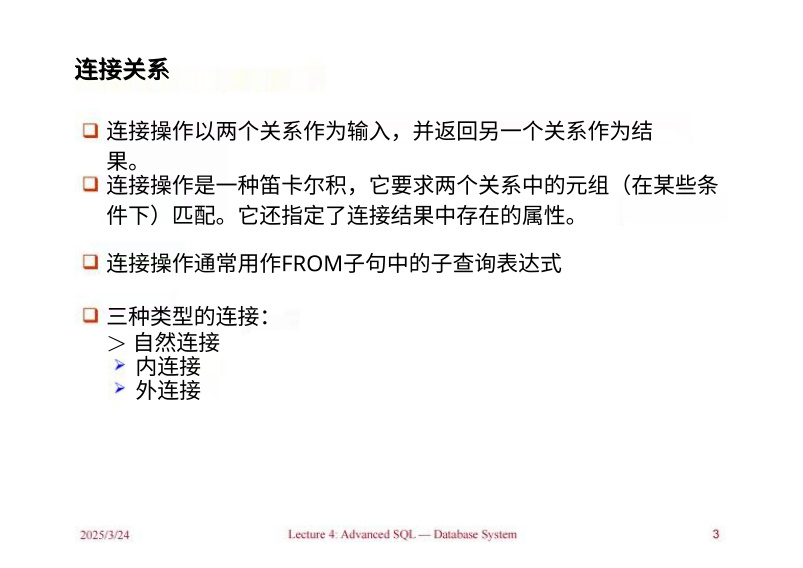 连接关系
连接操作以两个关系作为输入，并返回另一个关系作为结
果。
连接操作是一种笛卡尔积，它要求两个关系中的元组（在某些条
件下）匹配。它还指定了连接结果中存在的属性。
连接操作通常用作FROM子句中的子查询表达式
三种类型的连接：
＞ 自然连接
内连接
外连接
2025/3/24
Lecture 4: Advanced SQL — Database System
3